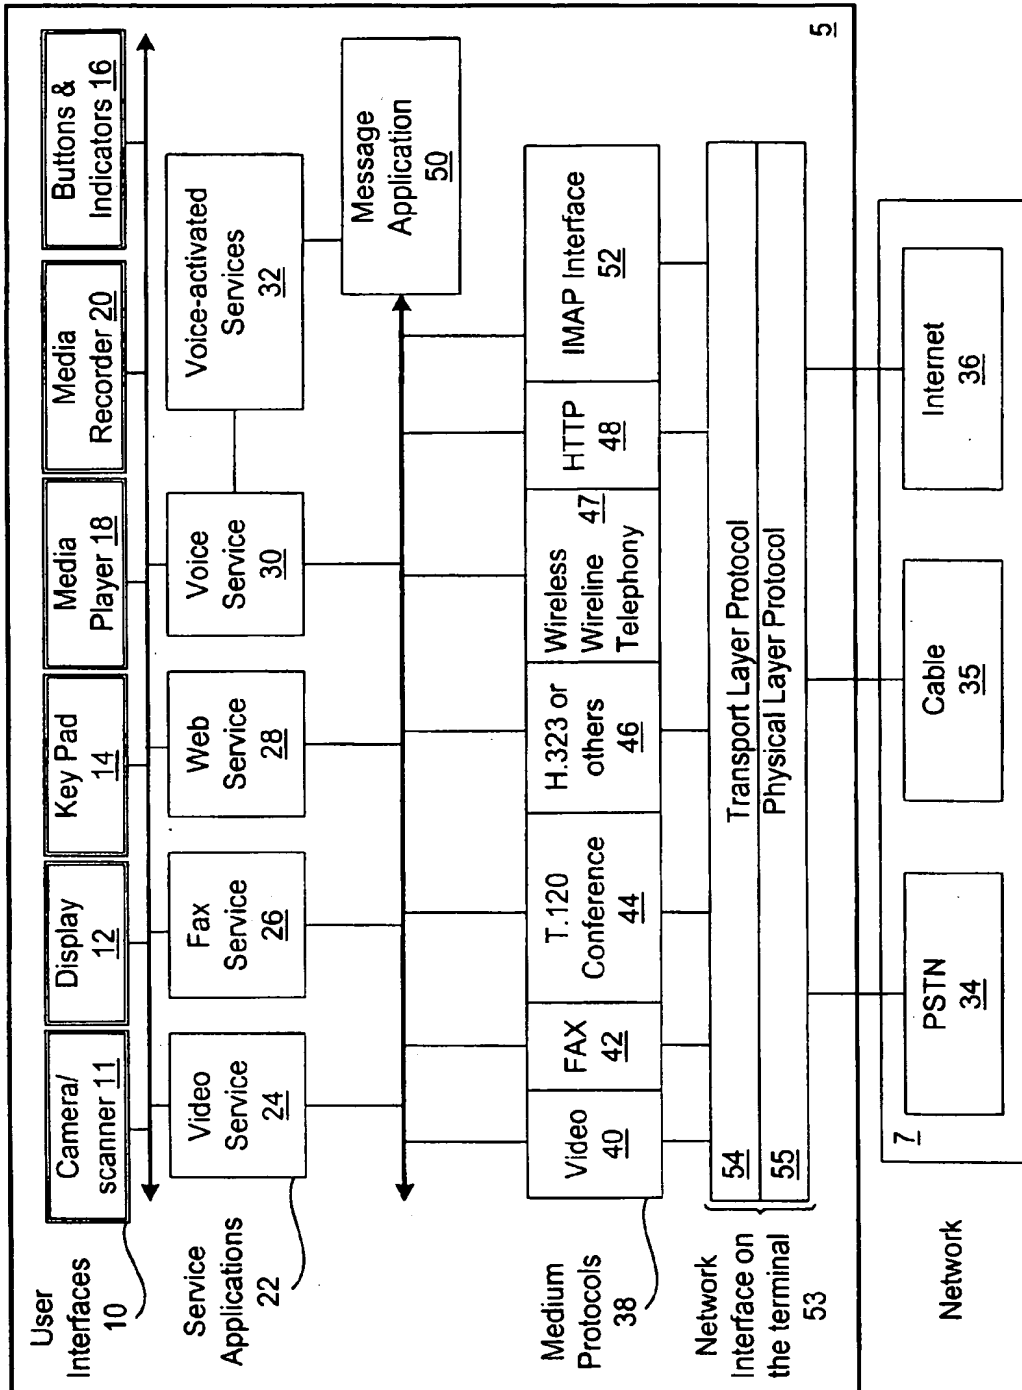 User
Interfaces
10
Camera/
scanner 11
Display
12
Key Pad
14
Media
Player 18
Media
Recorder 20
Buttons &
Indicators 16
Service
Applications
22
Video
Service
24
Fax
Service
26
Web
Service
28
Voice
Service
30
Voice-activated
Services
32
Message
Application
50
Medium
Protocols
38
Video
40
FAX
42
T.120
Conference
44
H.323 or
others
46
Wireless
Wireline 47
Telephony
HTTP
48
IMAP Interface
52
Network
Interface on
the terminal
53
54
Transport Layer Protocol
55
Physical Layer Protocol
5
Network
7
PSTN
34
Cable
35
Internet
36